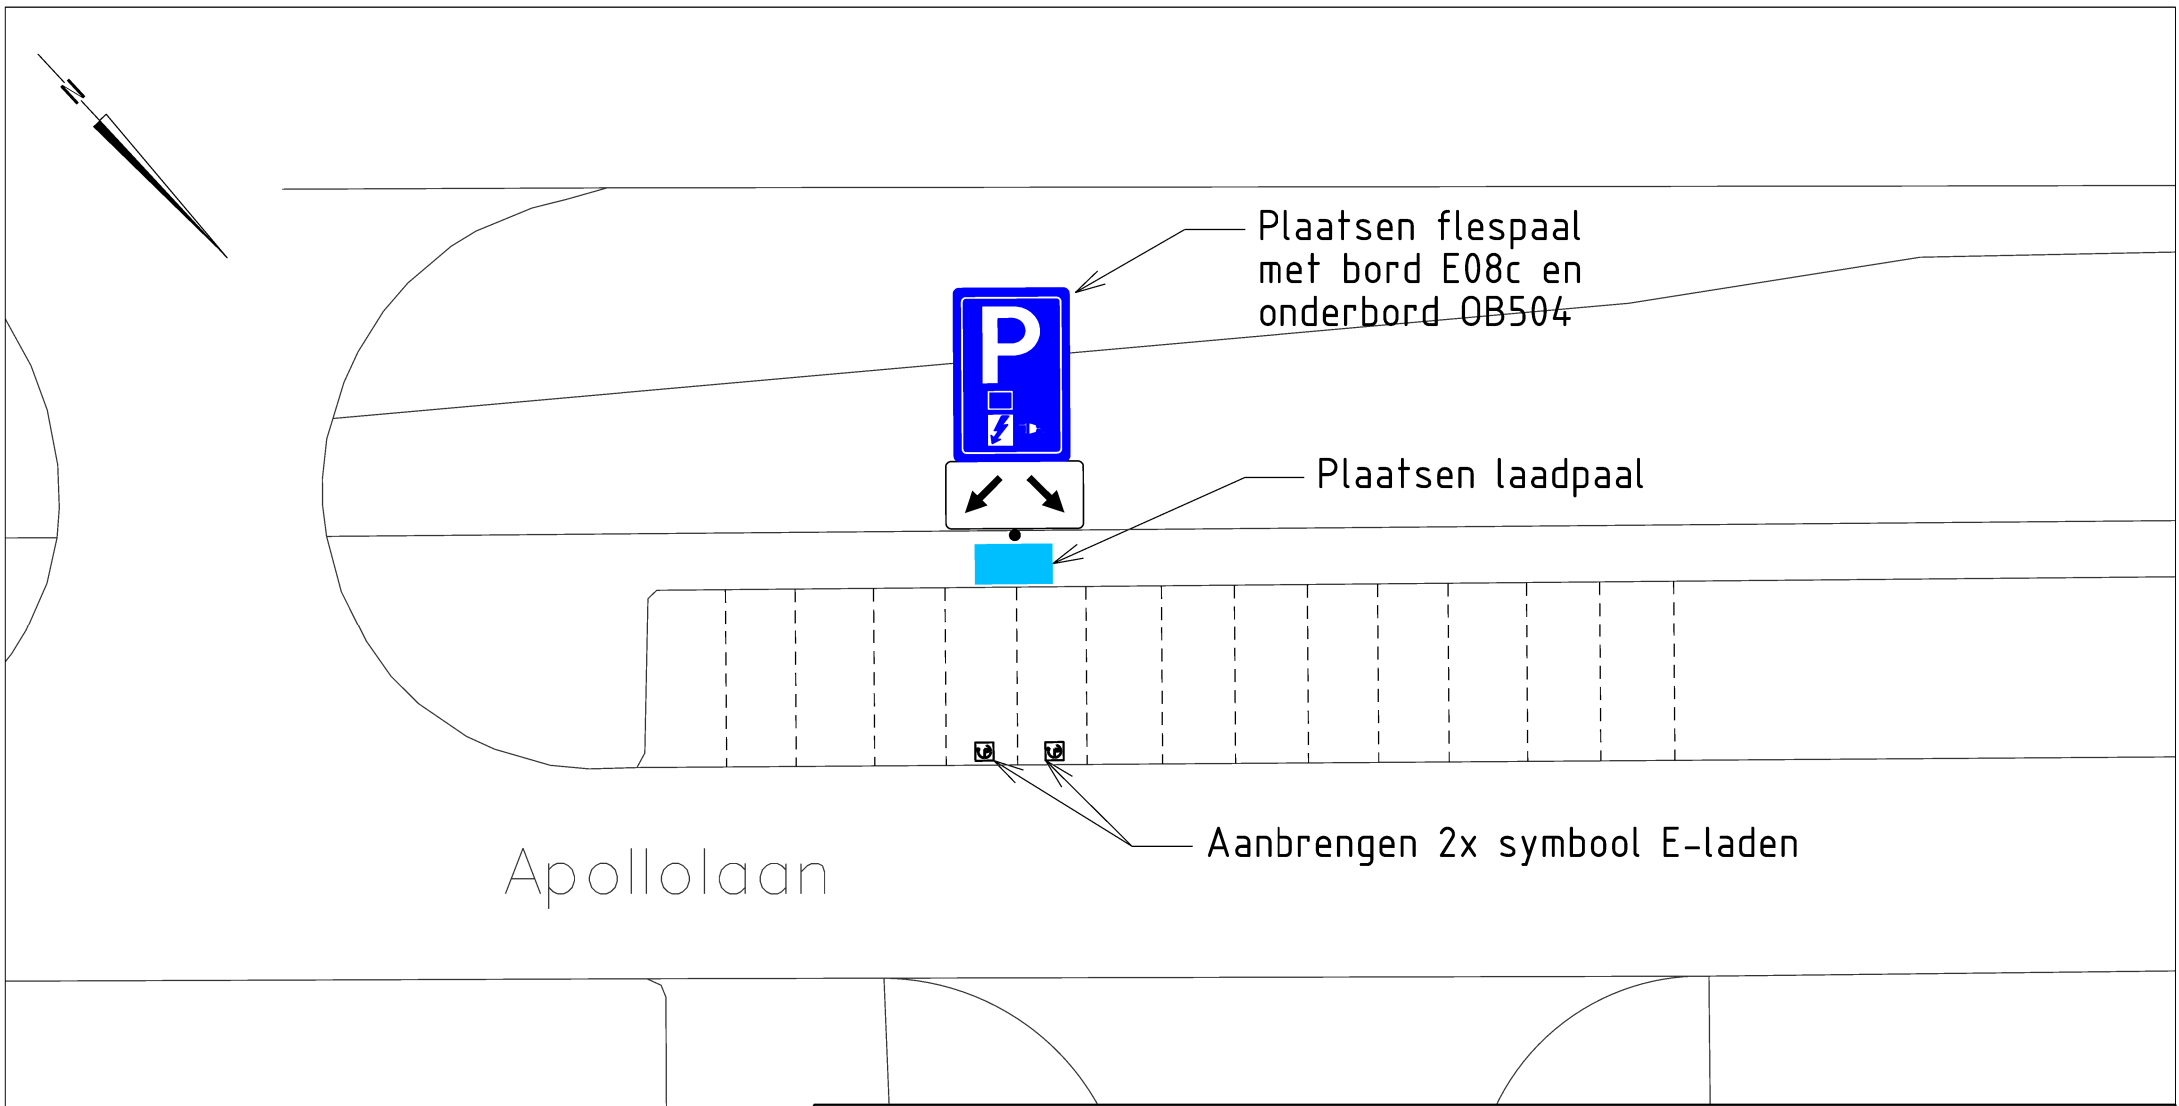 N
Plaatsen flespaal
met bord E08c en
onderbord OB504
P
Plaatsen laadpaal
Aanbrengen 2x symbool E-laden
Apollolaan